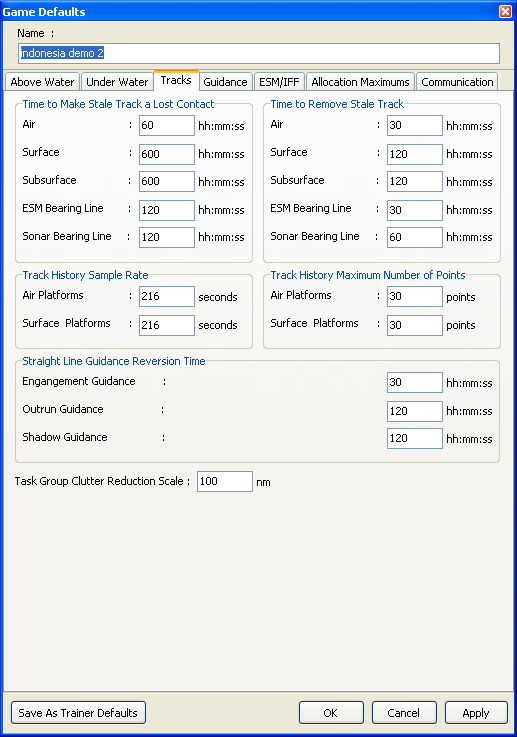 Game Defaults
Name :
indonesia demo 2
Above Water Under Water Tracks Guidance ESM/IFF Allocation Maximums Communication
Time to Make Stale Track a Lost Contact
Air : 60 hh:mm:ss
Surface : 600 hh:mm:ss
Subsurface : 600 hh:mm:ss
ESM Bearing Line : 120 hh:mm:ss
Sonar Bearing Line : 120 hh:mm:ss
Time to Remove Stale Track
Air : 30 hh:mm:ss
Surface : 120 hh:mm:ss
Subsurface : 120 hh:mm:ss
ESM Bearing Line : 30 hh:mm:ss
Sonar Bearing Line : 60 hh:mm:ss
Track History Sample Rate
Air Platforms : 216 seconds
Surface Platforms : 216 seconds
Track History Maximum Number of Points
Air Platforms : 30 points
Surface Platforms : 30 points
Straight Line Guidance Reversion Time
Engangement Guidance : 30 hh:mm:ss
Outrun Guidance : 120 hh:mm:ss
Shadow Guidance : 120 hh:mm:ss
Task Group Clutter Reduction Scale : 100 nm
Save As Trainer Defaults OK Cancel Apply